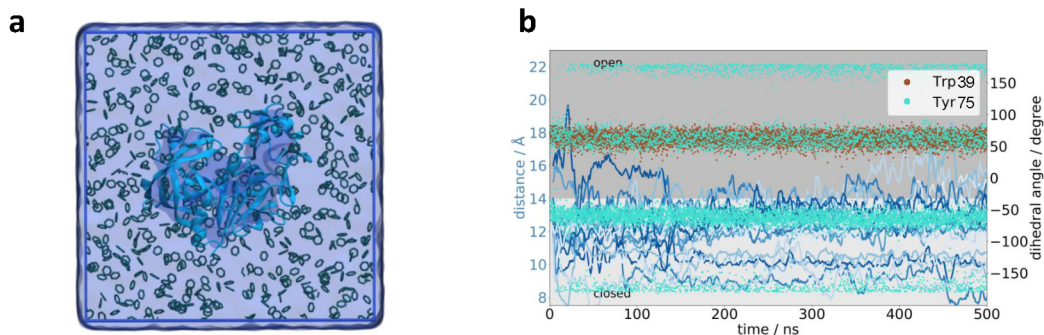 a
b
open
closed
Trp39
Tyr75
22
20
18
16
14
12
10
8
distance / Å
150
100
50
0
−50
−100
−150
dihedral angle / degree
0
100
200
300
400
500
time / ns